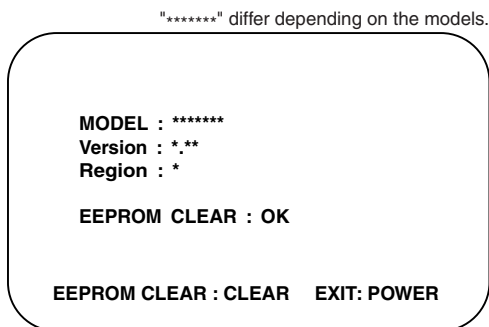 "*******" differ depending on the models.
MODEL : *******
Version : *.**
Region : *
EEPROM CLEAR : OK
EEPROM CLEAR : CLEAR EXIT: POWER